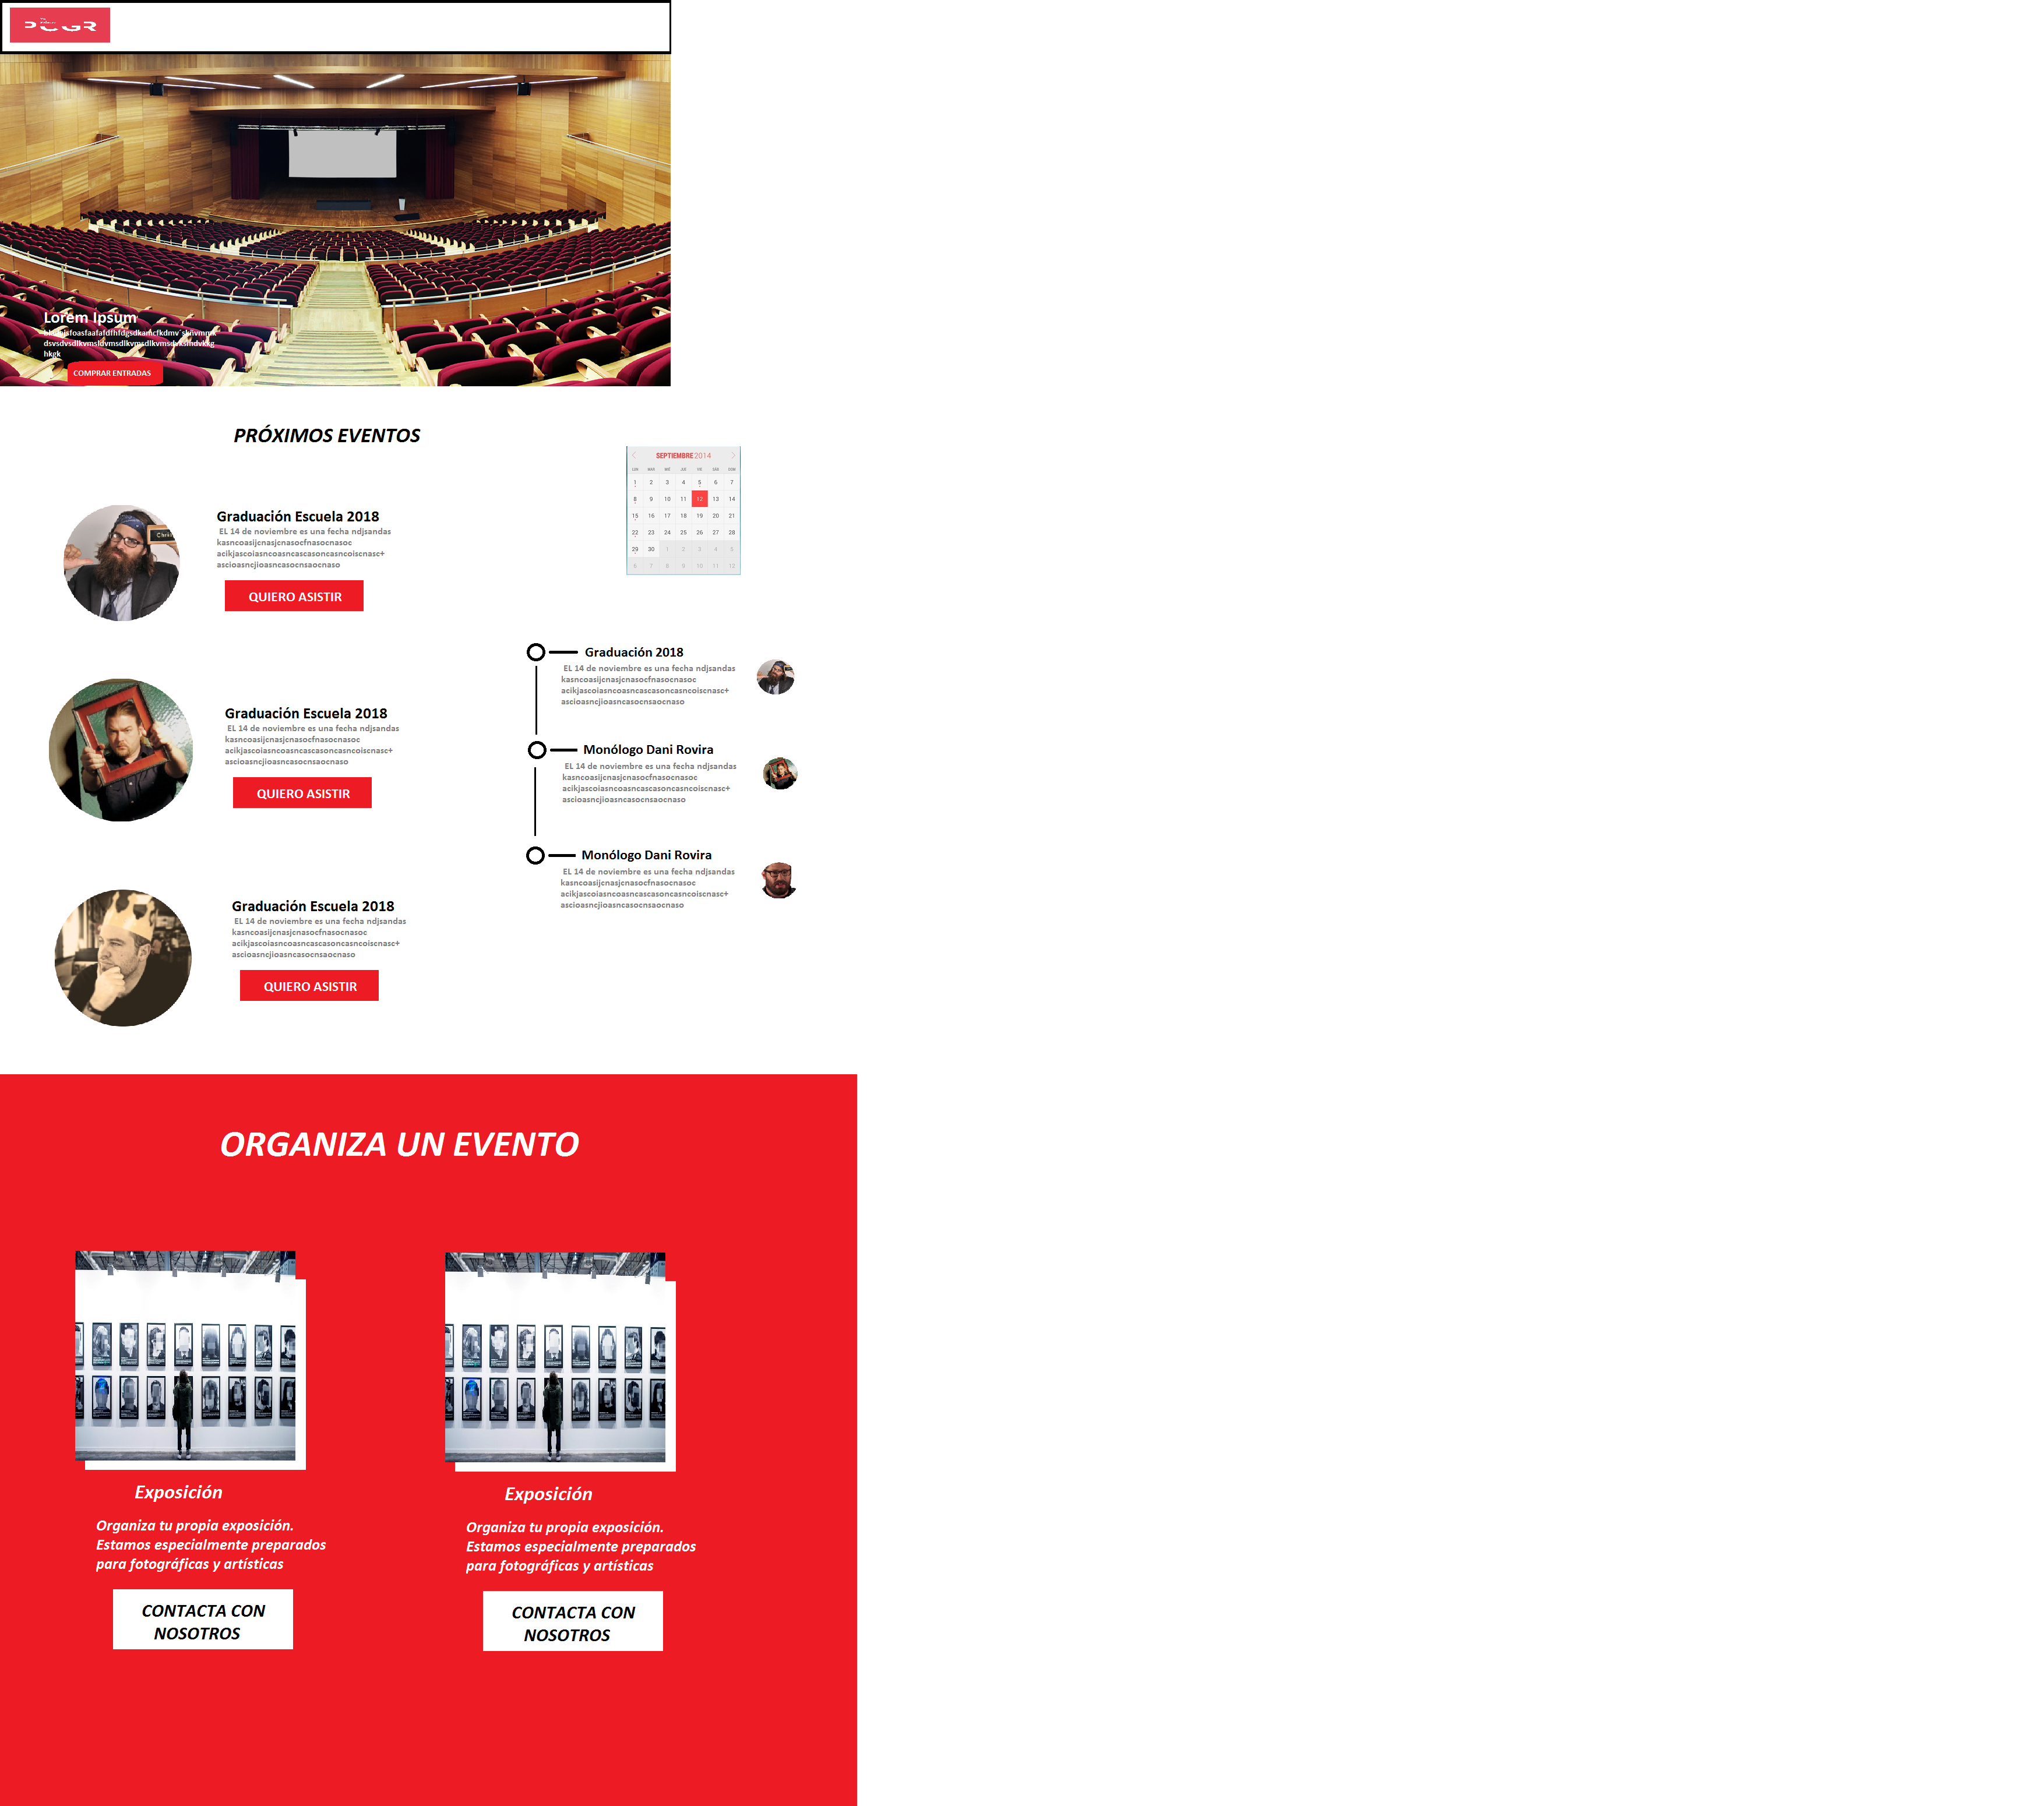 PCGR
Lorem Ipsum
hkgk
COMPRAR ENTRADAS
PRÓXIMOS EVENTOS
Graduación Escuela 2018
EL 14 de noviembre es una fecha ndjsandas
kasncoasijcnasjcnasocfnasocnasoc
acikjascoiasncoasncascasoncasncoiscnasc+
ascioasncjioasncasocnsaocnaso
QUIERO ASISTIR
Graduación Escuela 2018
EL 14 de noviembre es una fecha ndjsandas
kasncoasijcnasjcnasocfnasocnasoc
acikjascoiasncoasncascasoncasncoiscnasc+
ascioasncjioasncasocnsaocnaso
QUIERO ASISTIR
Graduación Escuela 2018
EL 14 de noviembre es una fecha ndjsandas
kasncoasijcnasjcnasocfnasocnasoc
acikjascoiasncoasncascasoncasncoiscnasc+
ascioasncjioasncasocnsaocnaso
QUIERO ASISTIR
SEPTIEMBRE 2014
LUN MAR MIÉ JUE VIE SÁB DOM
1 2 3 4 5 6 7
8 9 10 11 12 13 14
15 16 17 18 19 20 21
22 23 24 25 26 27 28
29 30 1 2 3 4 5
6 7 8 9 10 11 12
Graduación 2018
EL 14 de noviembre es una fecha ndjsandas
kasncoasijcnasjcnasocfnasocnasoc
acikjascoiasncoasncascasoncasncoiscnasc+
ascioasncjioasncasocnsaocnaso
Monólogo Dani Rovira
EL 14 de noviembre es una fecha ndjsandas
kasncoasijcnasjcnasocfnasocnasoc
acikjascoiasncoasncascasoncasncoiscnasc+
ascioasncjioasncasocnsaocnaso
Monólogo Dani Rovira
EL 14 de noviembre es una fecha ndjsandas
kasncoasijcnasjcnasocfnasocnasoc
acikjascoiasncoasncascasoncasncoiscnasc+
ascioasncjioasncasocnsaocnaso
ORGANIZA UN EVENTO
Exposición
Organiza tu propia exposición.
Estamos especialmente preparados
para fotográficas y artísticas
CONTACTA CON
NOSOTROS
Exposición
Organiza tu propia exposición.
Estamos especialmente preparados
para fotográficas y artísticas
CONTACTA CON
NOSOTROS